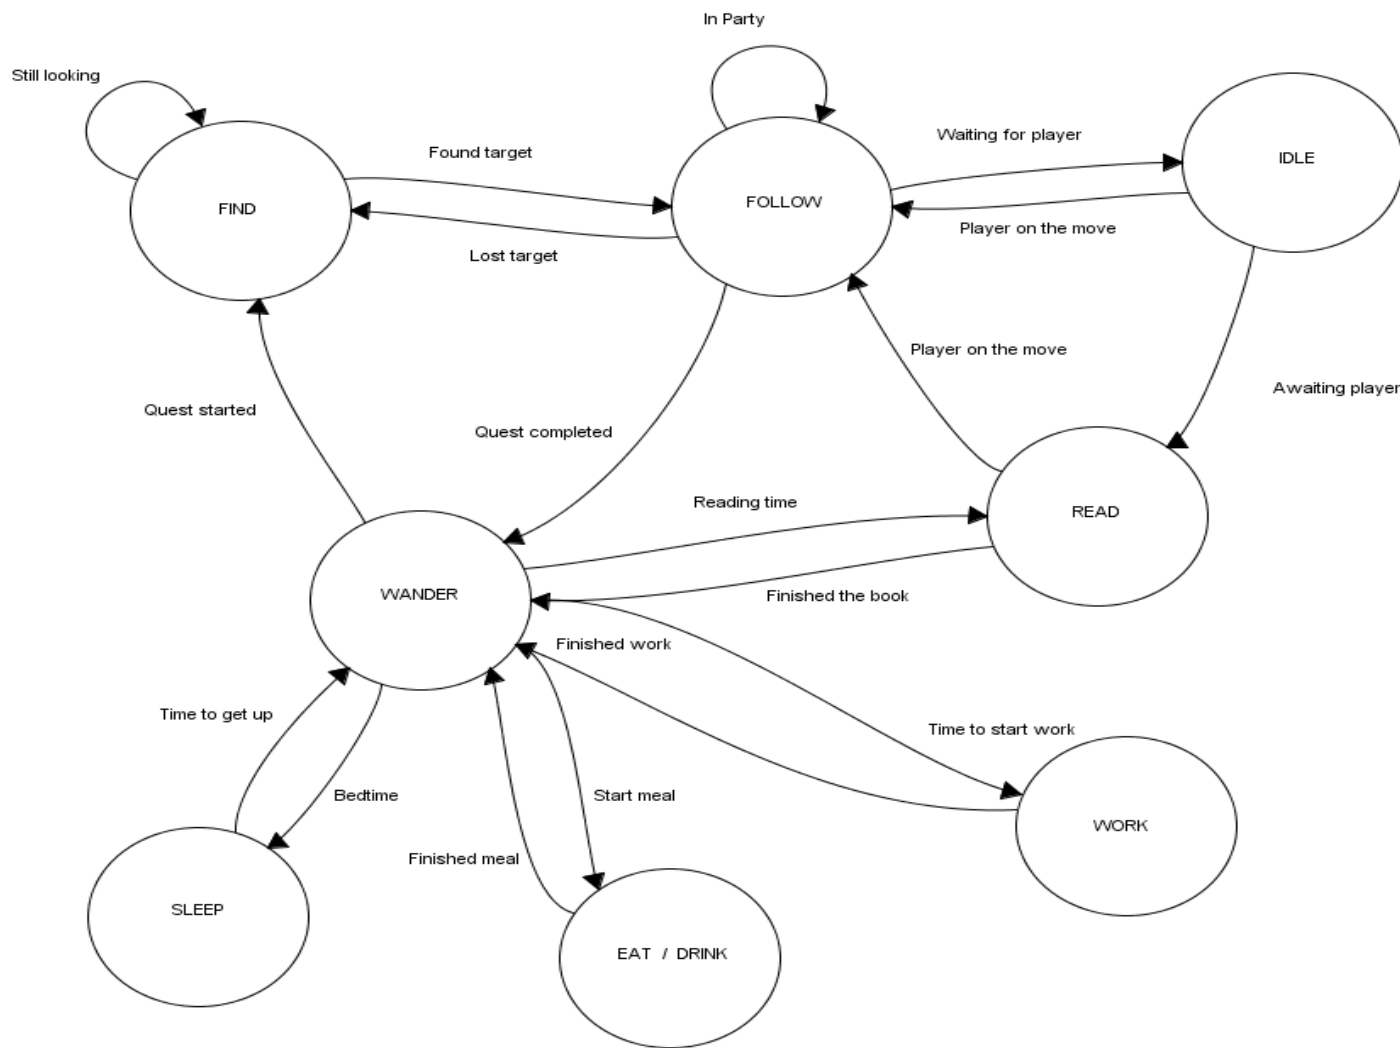 In Party
Still looking
Waiting for player
Found target
IDLE
FIND
FOLLOW
Player on the move
Lost target
Player on the move
Awaiting player
Quest started
Quest completed
Reading time
READ
WANDER
Finished the book
Finished work
Time to get up
Time to start work
Bedtime
Start meal
WORK
Finished meal
SLEEP
EAT / DRINK